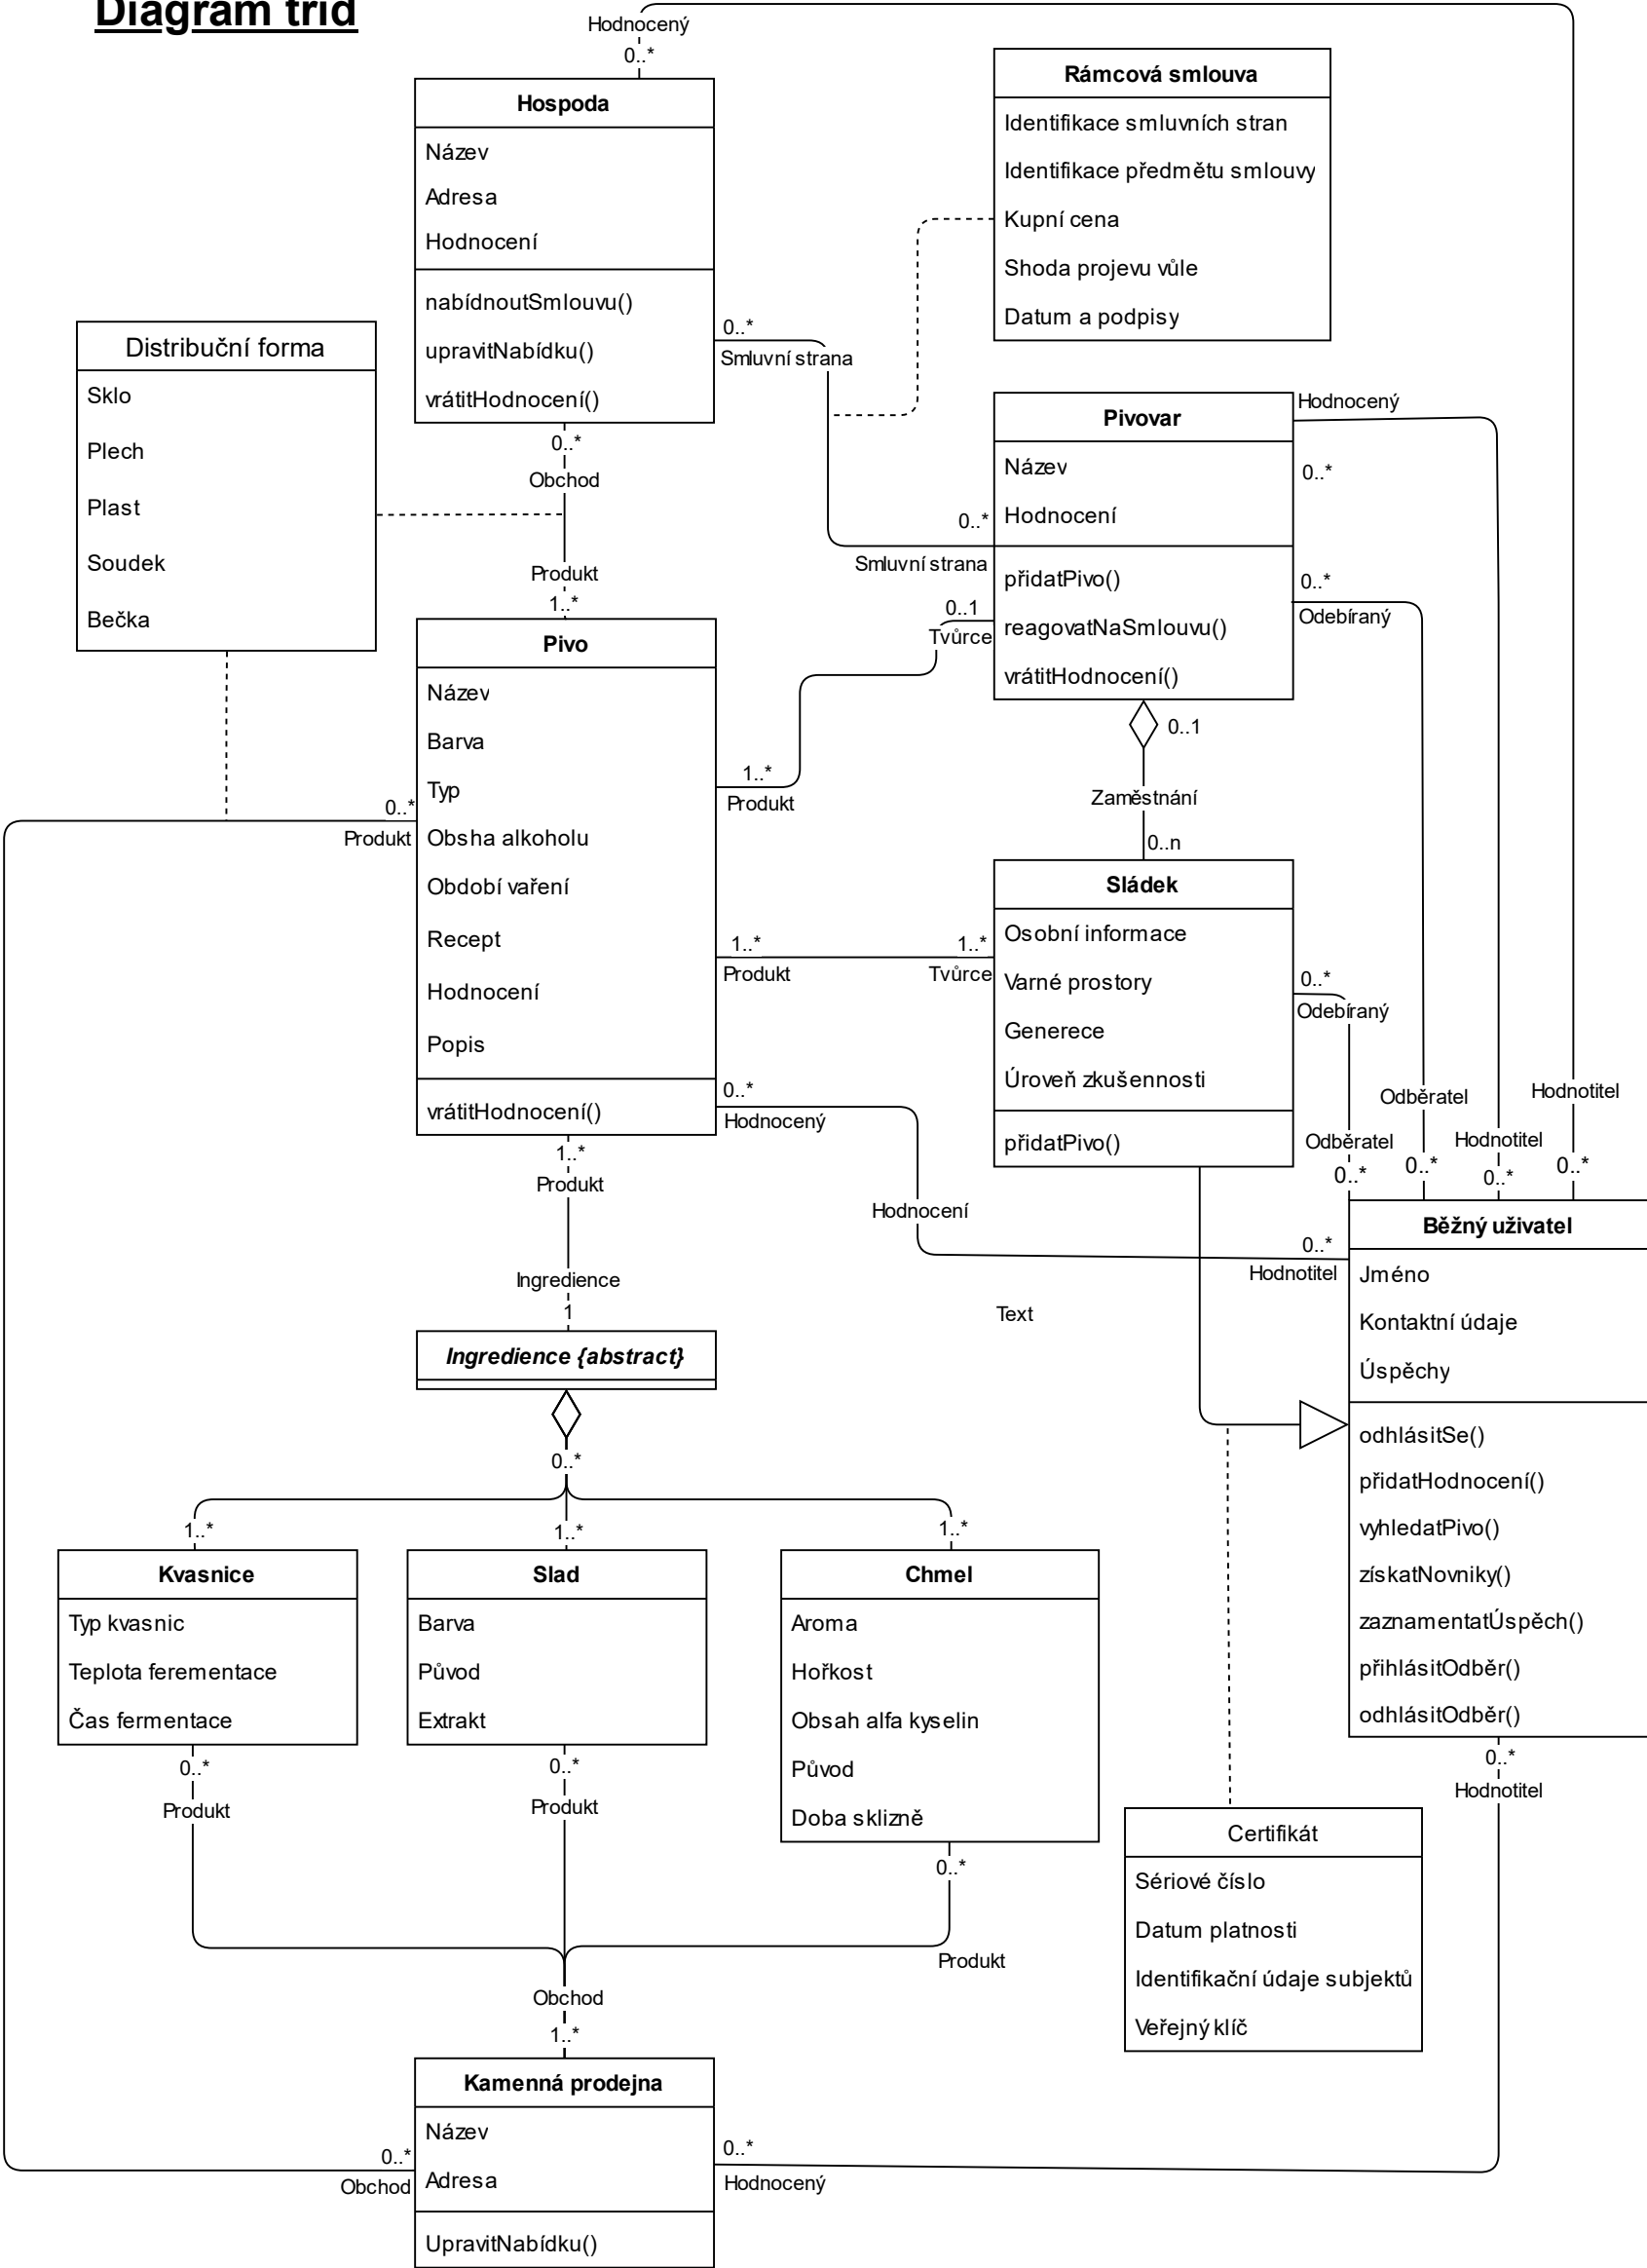 Diagram tříd
Hodnocený
0..*
Hospoda
Název
Adresa
Hodnocení
nabídnoutSmlouvu()
upravitNabídku()
vrátitHodnocení()
Rámcová smlouva
Identifikace smluvních stran
Identifikace předmětu smlouvy
Kupní cena
Shoda projevu vůle
Datum a podpisy
0..*
Smluvní strana
Distribuční forma
Sklo
Plech
Plast
Soudek
Bečka
0..*
Obchod
Produkt
1..*
Pivovar
Název
Hodnocení
přidatPivo()
reagovatNaSmlouvu()
vrátitHodnocení()
Hodnocený
0..*
0..*
Smluvní strana
0..*
Odebíraný
0..1
Tvůrce
Pivo
Název
Barva
Typ
Obsha alkoholu
Období vaření
Recept
Hodnocení
Popis
vrátitHodnocení()
1..*
Produkt
0..*
Produkt
0..1
Zaměstnání
0..n
Sládek
Osobní informace
Varné prostory
Generece
Úroveň zkušennosti
přidatPivo()
1..*
Produkt
1..*
Tvůrce
0..*
Odebíraný
0..*
Hodnocený
Hodnotitel
Odběratel
Hodnotitel
Odběratel
0..*
0..*
0..*
0..*
1..*
Produkt
Hodnocení
0..*
Hodnotitel
Běžný uživatel
Jméno
Kontaktní údaje
Úspěchy
odhlásitSe()
přidatHodnocení()
vyhledatPivo()
získatNovniky()
zaznamentatÚspěch()
přihlásitOdběr()
odhlásitOdběr()
Ingredience
1
Text
Ingredience {abstract}
0..*
1..*
1..*
1..*
Kvasnice
Typ kvasnic
Teplota ferementace
Čas fermentace
Slad
Barva
Původ
Extrakt
Chmel
Aroma
Hořkost
Obsah alfa kyselin
Původ
Doba sklizně
0..*
Produkt
0..*
Produkt
0..*
Produkt
0..*
Hodnotitel
Certifikát
Sériové číslo
Datum platnosti
Identifikační údaje subjektů
Veřejný klíč
Obchod
1..*
Kamenná prodejna
Název
Adresa
UpravitNabídku()
0..*
Obchod
0..*
Hodnocený